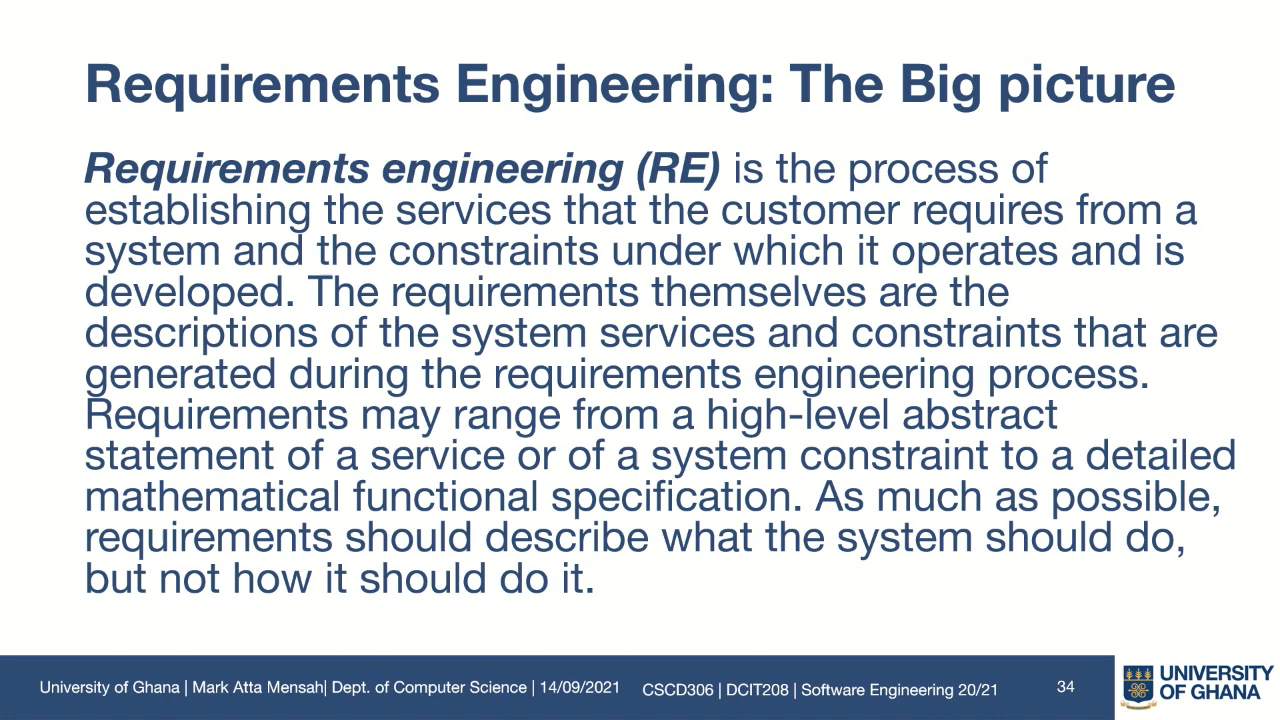 Requirements Engineering: The Big picture
Requirements engineering (RE) is the process of
establishing the services that the customer requires from a
system and the constraints under which it operates and is
developed. The requirements themselves are the
descriptions of the system services and constraints that are
generated during the requirements engineering process.
Requirements may range from a high-level abstract
statement of a service or of a system constraint to a detailed
mathematical functional specification. As much as possible,
requirements should describe what the system should do,
but not how it should do it.
University of Ghana | Mark Atta Mensah| Dept. of Computer Science | 14/09/2021
CSCD306 | DCIT208 | Software Engineering 20/21
34
UNIVERSITY
OF GHANA